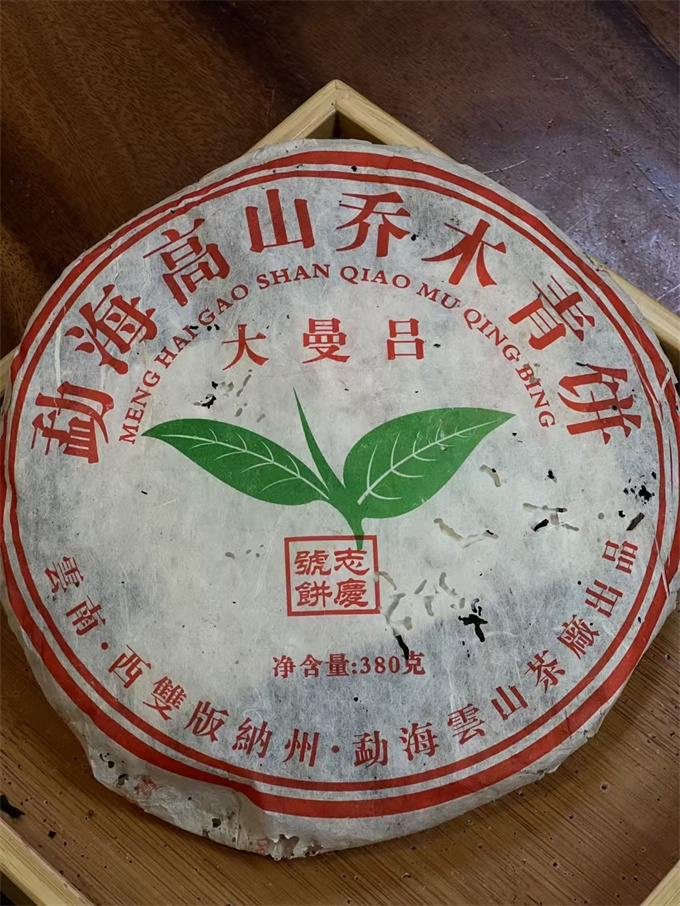 勐海高山乔木青饼
MENG HAI GAO SHAN QIAO MU QING BING
大曼吕
志慶
號餅
净含量:380克
雲南·西雙版納州·勐海雲山茶廠出品